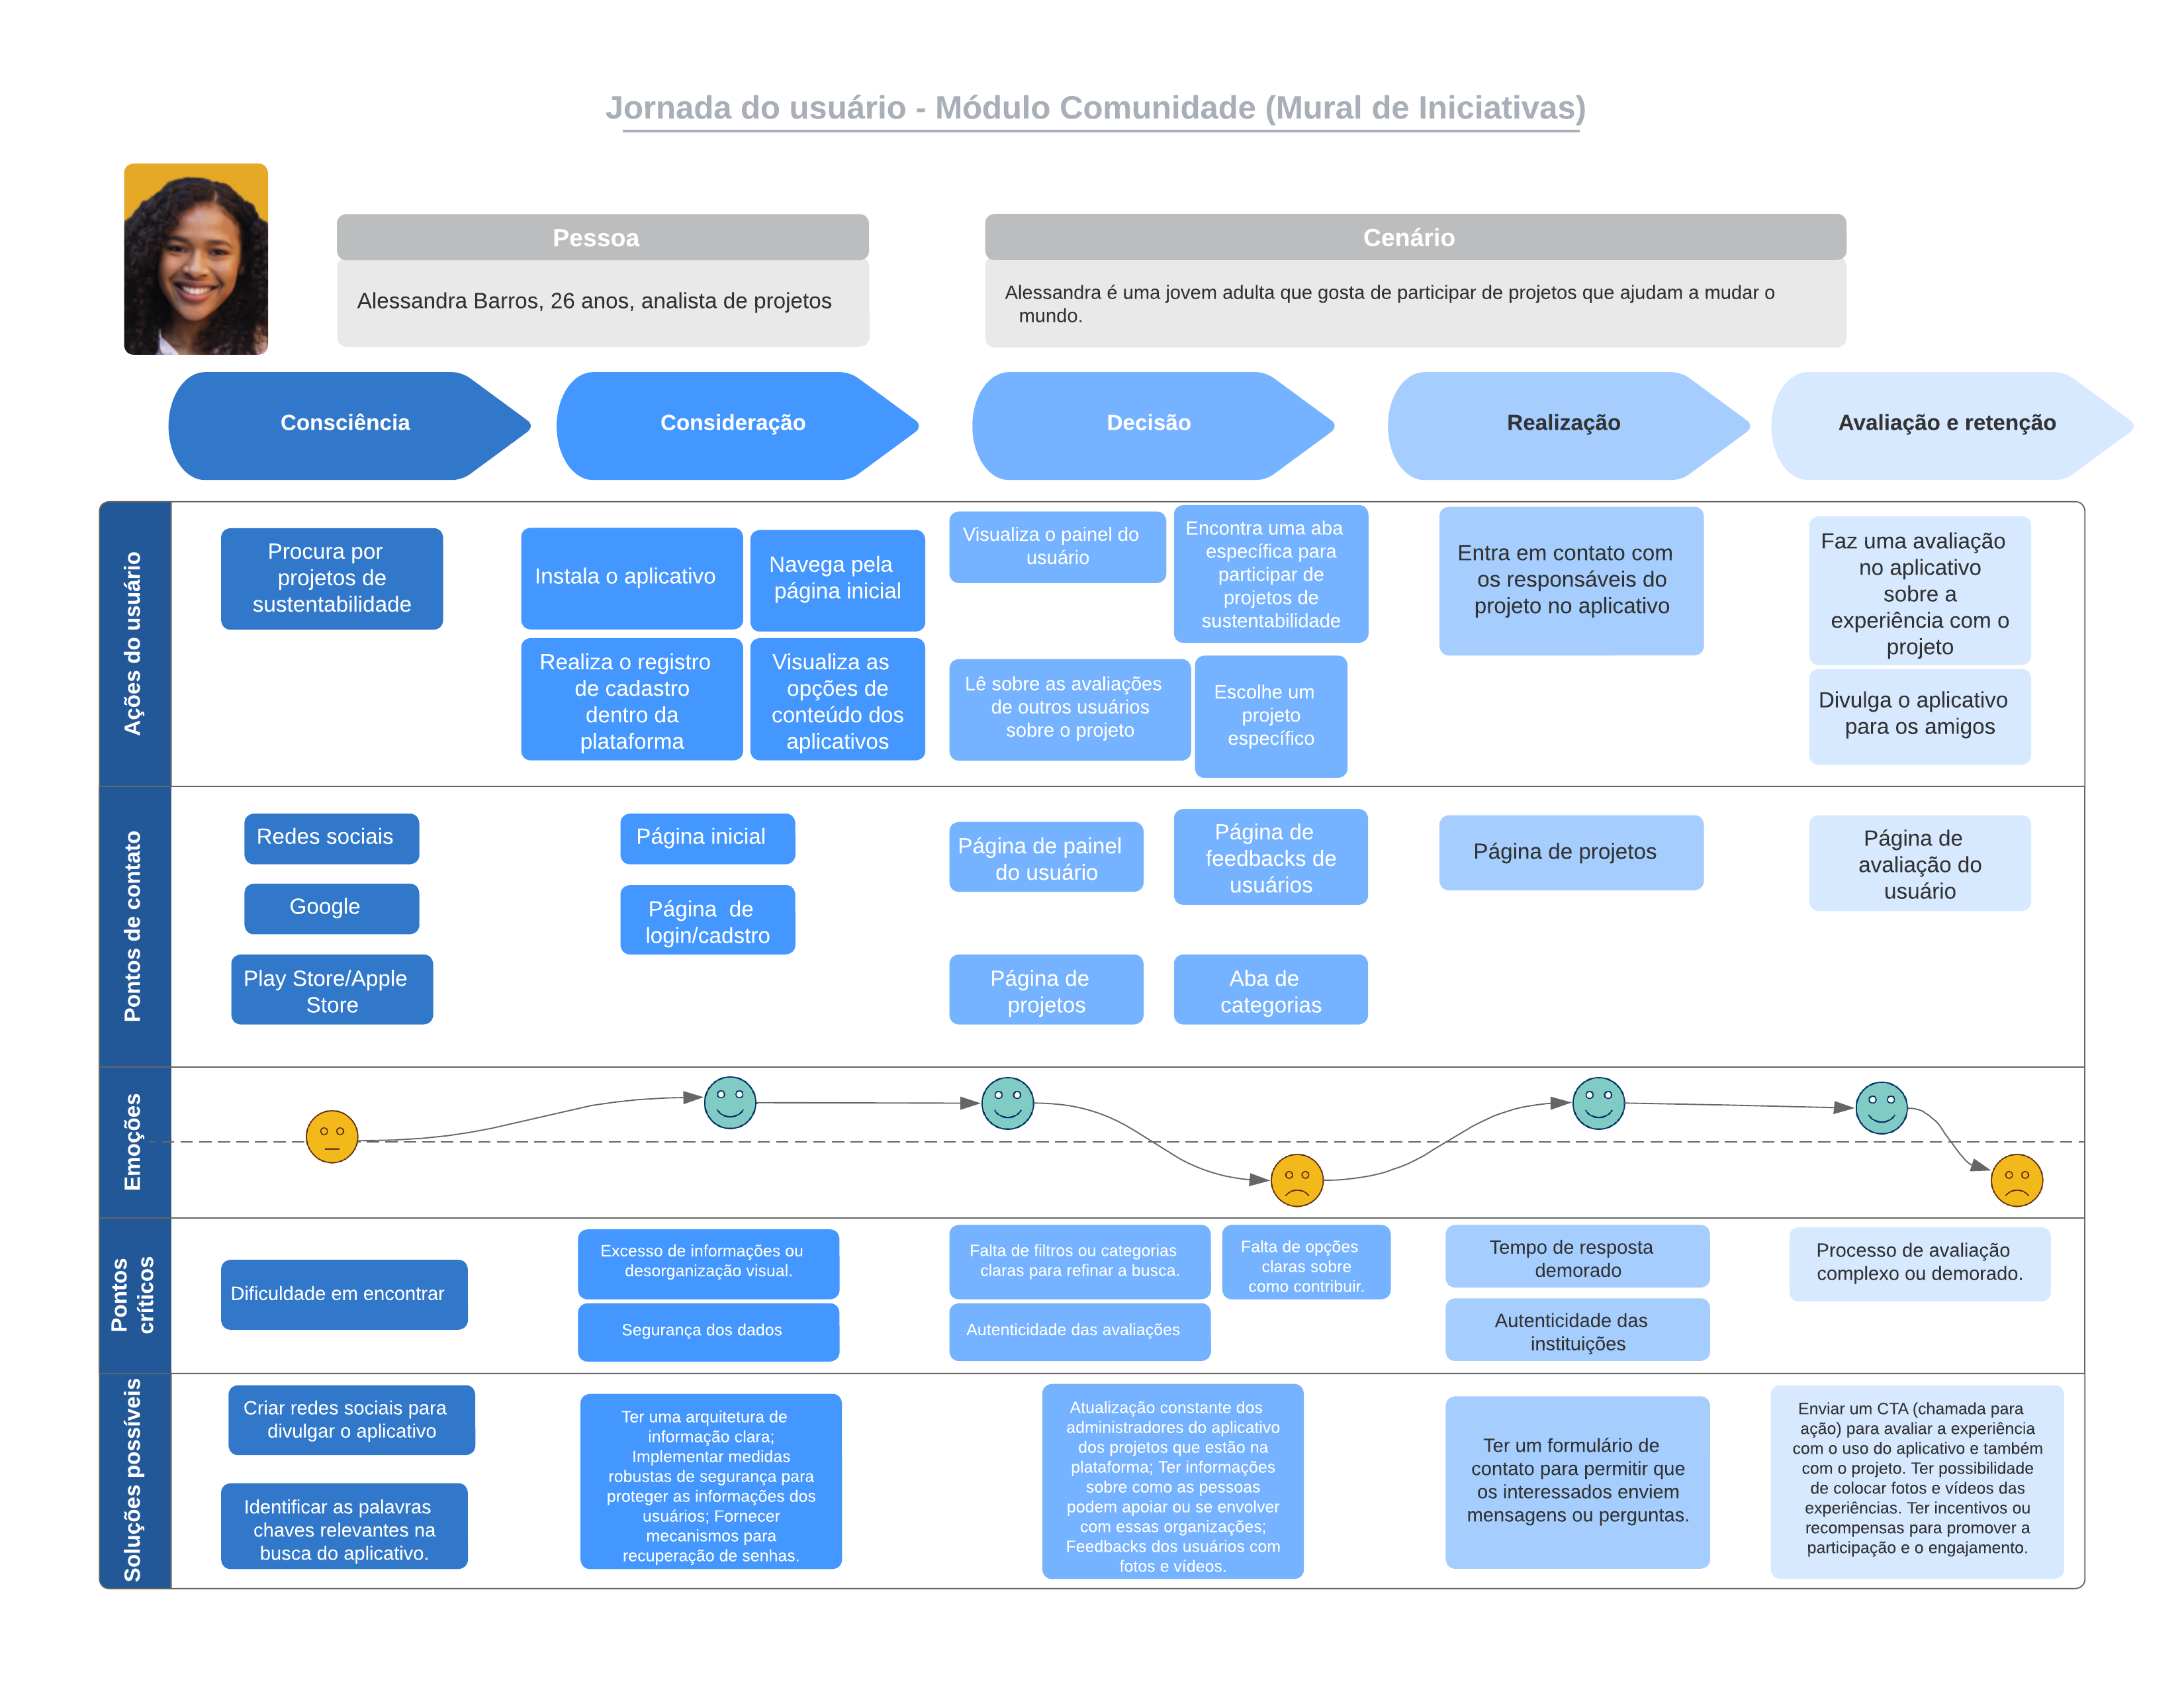 Jornada do usuário - Módulo Comunidade (Mural de Iniciativas)
Pessoa
Alessandra Barros, 26 anos, analista de projetos
Cenário
Alessandra é uma jovem adulta que gosta de participar de projetos que ajudam a mudar o
mundo.
Consciência
Consideração
Decisão
Realização
Avaliação e retenção
Ações do usuário
Procura por
projetos de
sustentabilidade
Instala o aplicativo
Navega pela
página inicial
Realiza o registro
de cadastro
dentro da
plataforma
Visualiza as
opções de
conteúdo dos
aplicativos
Visualiza o painel do
usuário
Encontra uma aba
específica para
participar de
projetos de
sustentabilidade
Lê sobre as avaliações
de outros usuários
sobre o projeto
Escolhe um
projeto
específico
Entra em contato com
os responsáveis do
projeto no aplicativo
Faz uma avaliação
no aplicativo
sobre a
experiência com o
projeto
Divulga o aplicativo
para os amigos
Pontos de contato
Redes sociais
Google
Play Store/Apple
Store
Página inicial
Página de
login/cadstro
Página de painel
do usuário
Página de
feedbacks de
usuários
Página de
projetos
Aba de
categorias
Página de projetos
Página de
avaliação do
usuário
Emoções
Pontos
críticos
Dificuldade em encontrar
Excesso de informações ou
desorganização visual.
Segurança dos dados
Falta de filtros ou categorias
claras para refinar a busca.
Falta de opções
claras sobre
como contribuir.
Autenticidade das avaliações
Tempo de resposta
demorado
Autenticidade das
instituições
Processo de avaliação
complexo ou demorado.
Soluções possíveis
Criar redes sociais para
divulgar o aplicativo
Identificar as palavras
chaves relevantes na
busca do aplicativo.
Ter uma arquitetura de
informação clara;
Implementar medidas
robustas de segurança para
proteger as informações dos
usuários; Fornecer
mecanismos para
recuperação de senhas.
Atualização constante dos
administradores do aplicativo
dos projetos que estão na
plataforma; Ter informações
sobre como as pessoas
podem apoiar ou se envolver
com essas organizações;
Feedbacks dos usuários com
fotos e vídeos.
Ter um formulário de
contato para permitir que
os interessados enviem
mensagens ou perguntas.
Enviar um CTA (chamada para
ação) para avaliar a experiência
com o uso do aplicativo e também
com o projeto. Ter possibilidade
de colocar fotos e vídeos das
experiências. Ter incentivos ou
recompensas para promover a
participação e o engajamento.